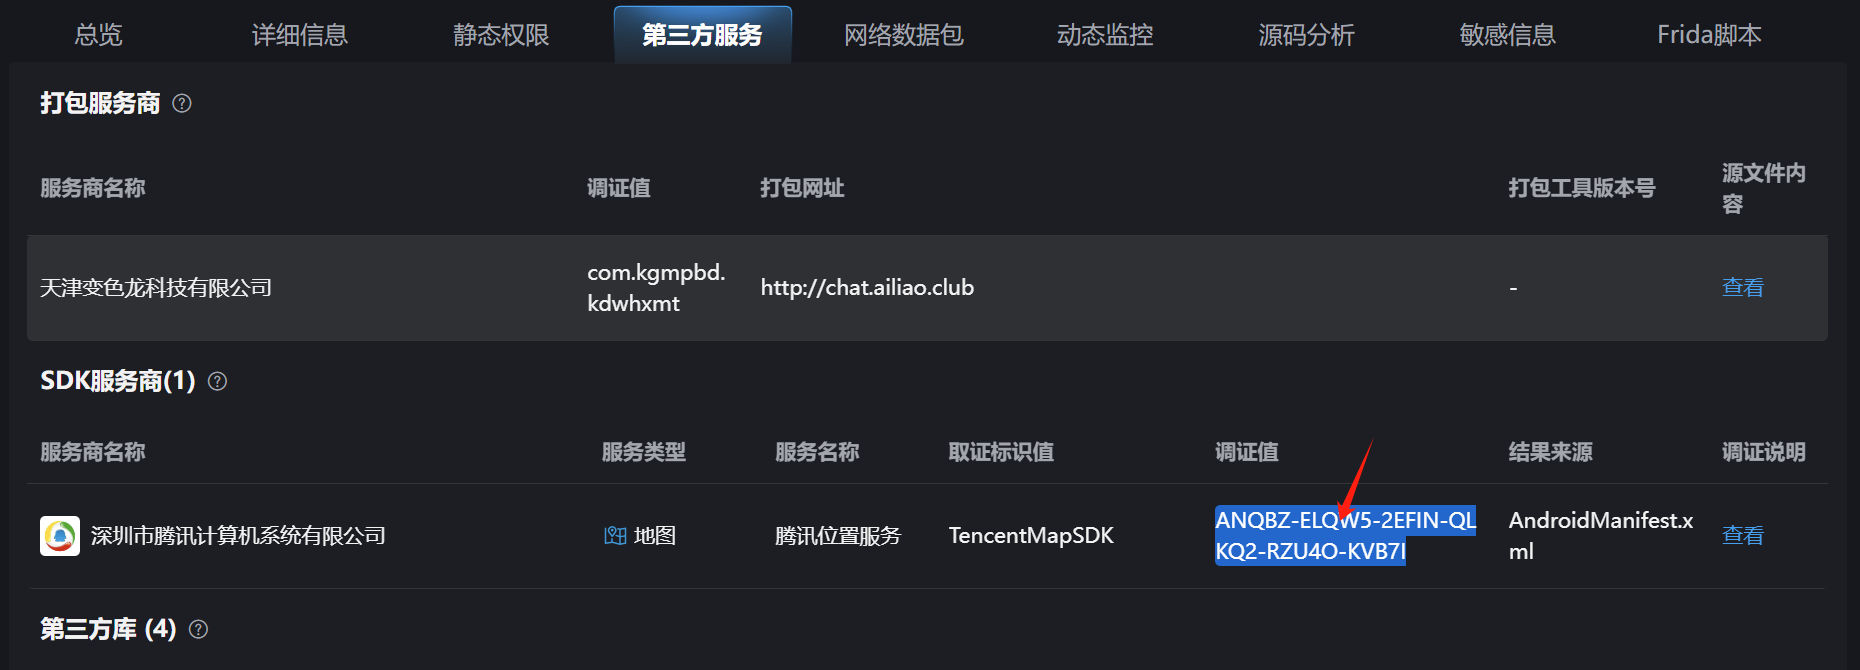 总览 详细信息 静态权限 第三方服务 网络数据包 动态监控 源码分析 敏感信息 Frida脚本
打包服务商 ?
服务商名称 调证值 打包网址 打包工具版本号 源文件内
容
天津变色龙科技有限公司 com.kgmpbd.
kdwhxmt http://chat.ailiao.club - 查看
SDK服务商(1) ?
服务商名称 服务类型 服务名称 取证标识值 调证值 结果来源 调证说明
深圳市腾讯计算机系统有限公司 地图 腾讯位置服务 TencentMapSDK ANQBZ-ELQW5-2EFIN-QL
KQ2-RZU4O-KVB7I AndroidManifest.x
ml 查看
第三方库 (4) ?